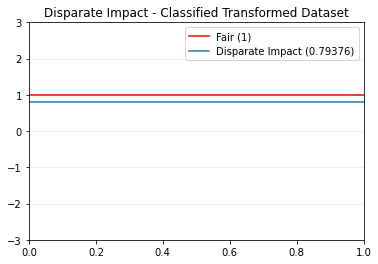 Disparate Impact - Classified Transformed Dataset
Fair (1)
Disparate Impact (0.79376)
3
2
1
0
−1
−2
−3
0.0 0.2 0.4 0.6 0.8 1.0